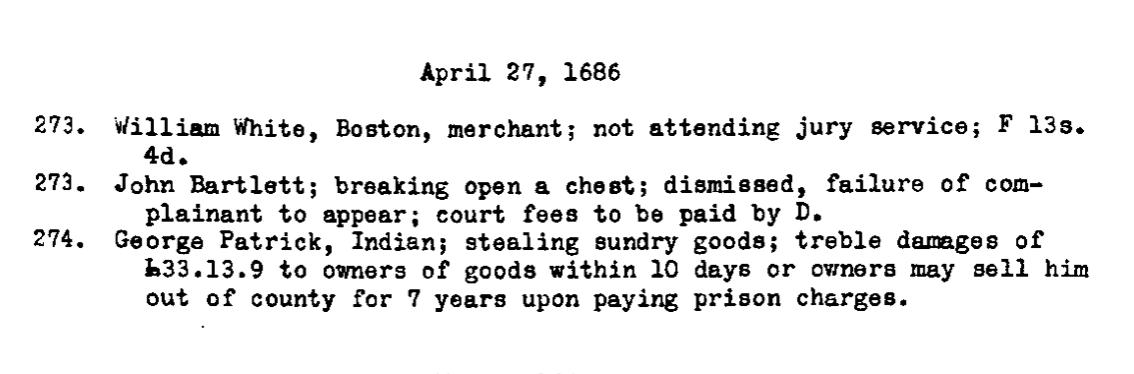 April 27, 1686
273. William White, Boston, merchant; not attending jury service; F 13s.
4d.
273. John Bartlett; breaking open a chest; dismissed, failure of com-
plainant to appear; court fees to be paid by D.
274. George Patrick, Indian; stealing sundry goods; treble damages of
£33.13.9 to owners of goods within 10 days or owners may sell him
out of county for 7 years upon paying prison charges.